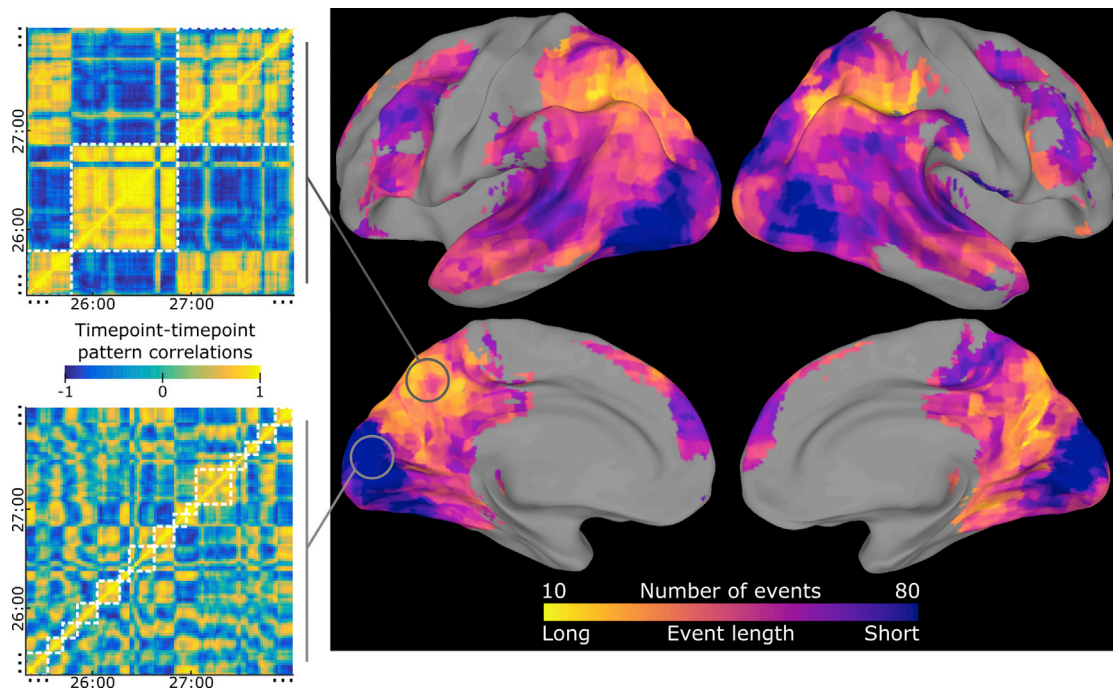 27:00
26:00
26:00 27:00
Timepoint-timepoint
pattern correlations
-1 0 1
27:00
26:00
26:00 27:00
10 Number of events 80
Long Event length Short